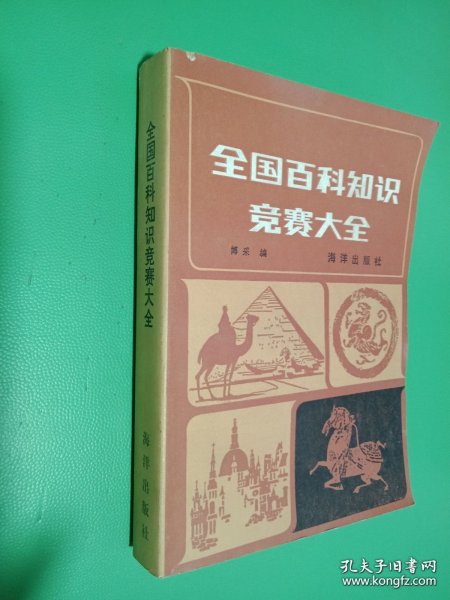 全国百科知识
竞赛大全
博采 编 海洋出版社
全国百科知识竞赛大全
海洋出版社
孔夫子旧书网
www.kongfz.com